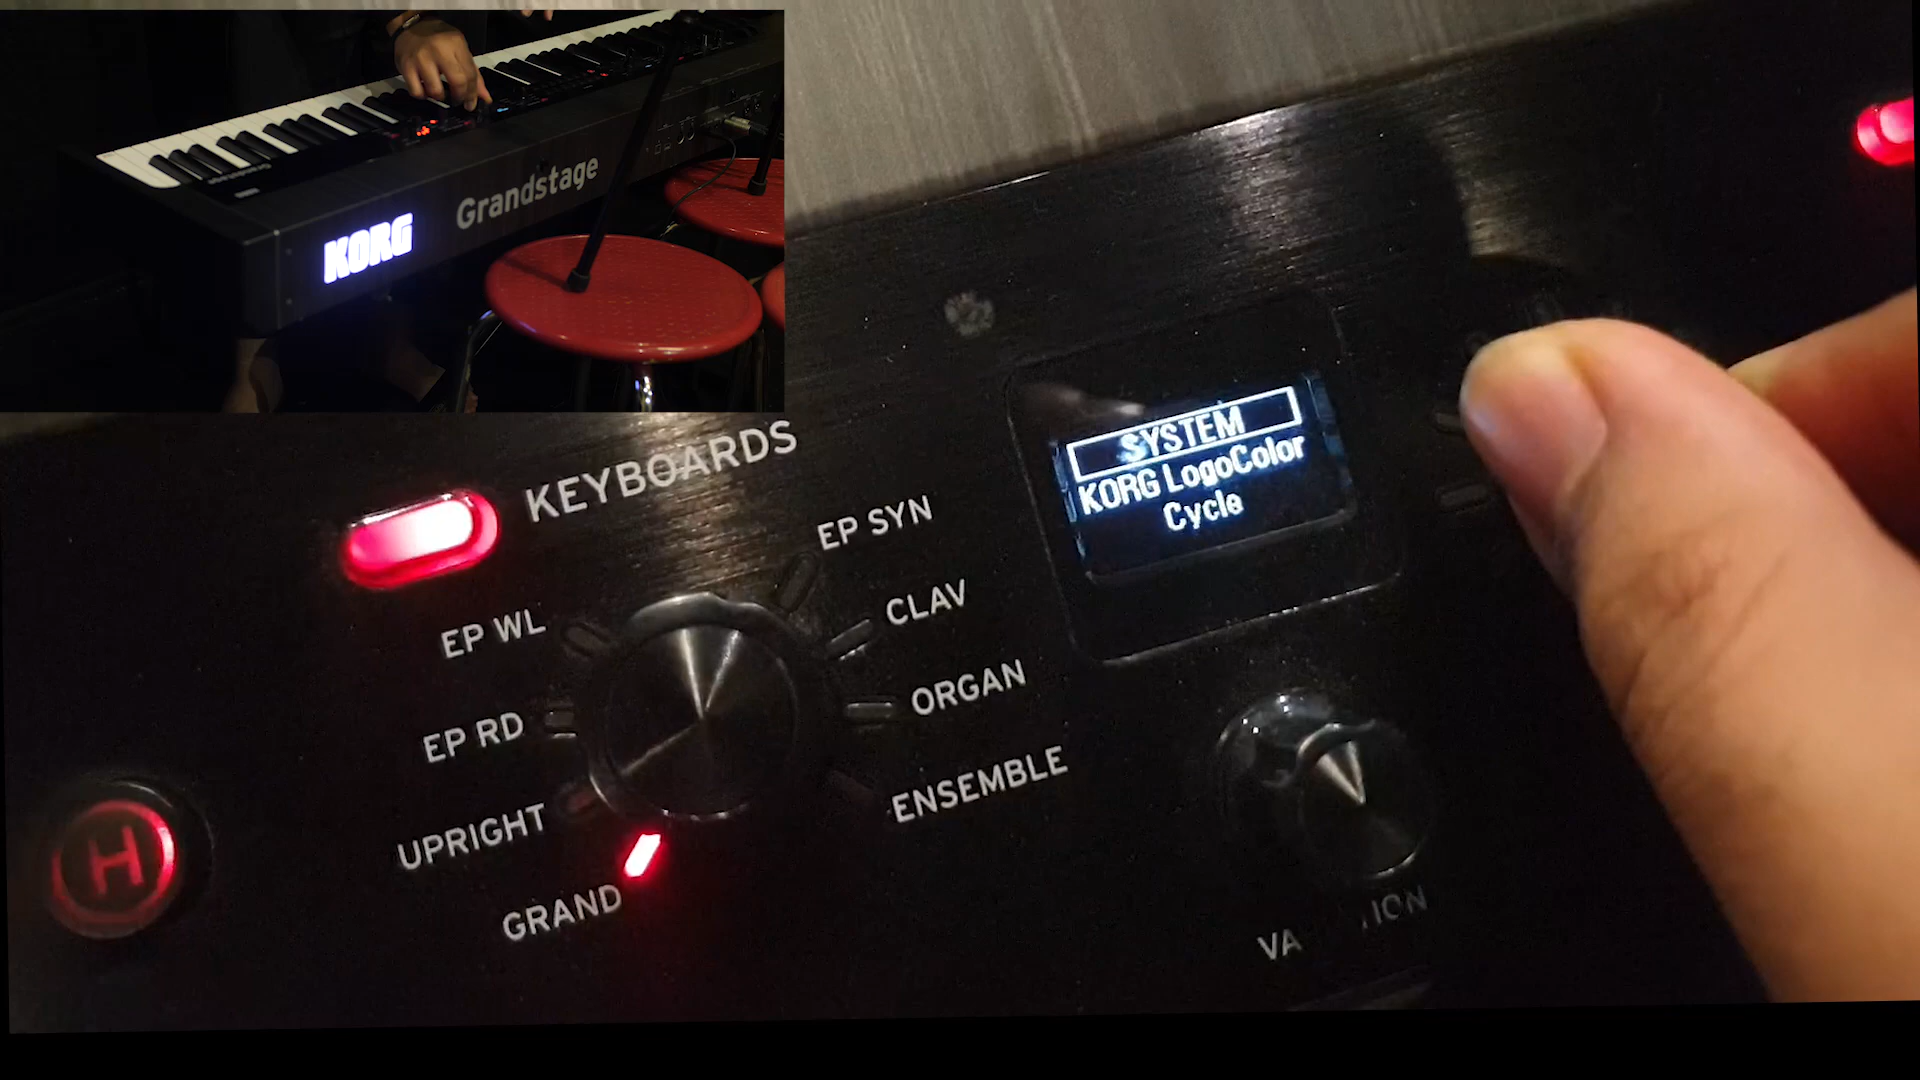 Grandstage
KORG
KEYBOARDS
EP SYN
EP WL
CLAV
EP RD
ORGAN
UPRIGHT
ENSEMBLE
GRAND
H
SYSTEM
KORG LogoColor
Cycle